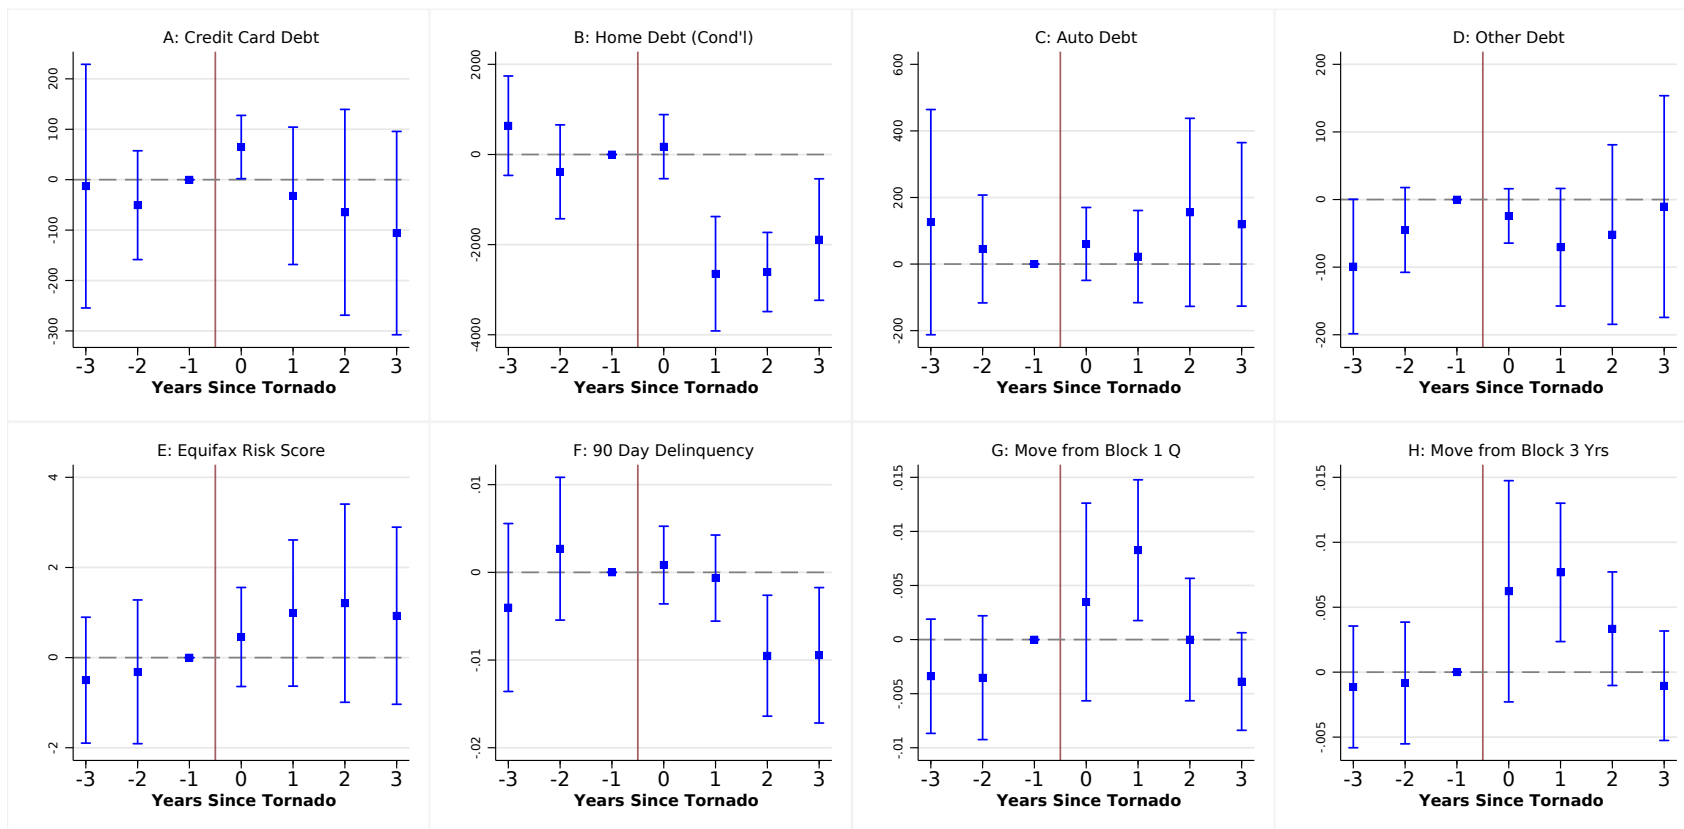 A: Credit Card Debt
200
100
0
-100
-200
-300
-3 -2 -1 0 1 2 3
Years Since Tornado
B: Home Debt (Cond'l)
2000
0
-2000
-4000
-3 -2 -1 0 1 2 3
Years Since Tornado
C: Auto Debt
600
400
200
0
-200
-3 -2 -1 0 1 2 3
Years Since Tornado
D: Other Debt
200
100
0
-100
-200
-3 -2 -1 0 1 2 3
Years Since Tornado
E: Equifax Risk Score
4
2
0
-2
-3 -2 -1 0 1 2 3
Years Since Tornado
F: 90 Day Delinquency
.01
0
-.01
-.02
-3 -2 -1 0 1 2 3
Years Since Tornado
G: Move from Block 1 Q
.015
.01
.005
0
-.005
-.01
-3 -2 -1 0 1 2 3
Years Since Tornado
H: Move from Block 3 Yrs
.015
.01
.005
0
-.005
-3 -2 -1 0 1 2 3
Years Since Tornado